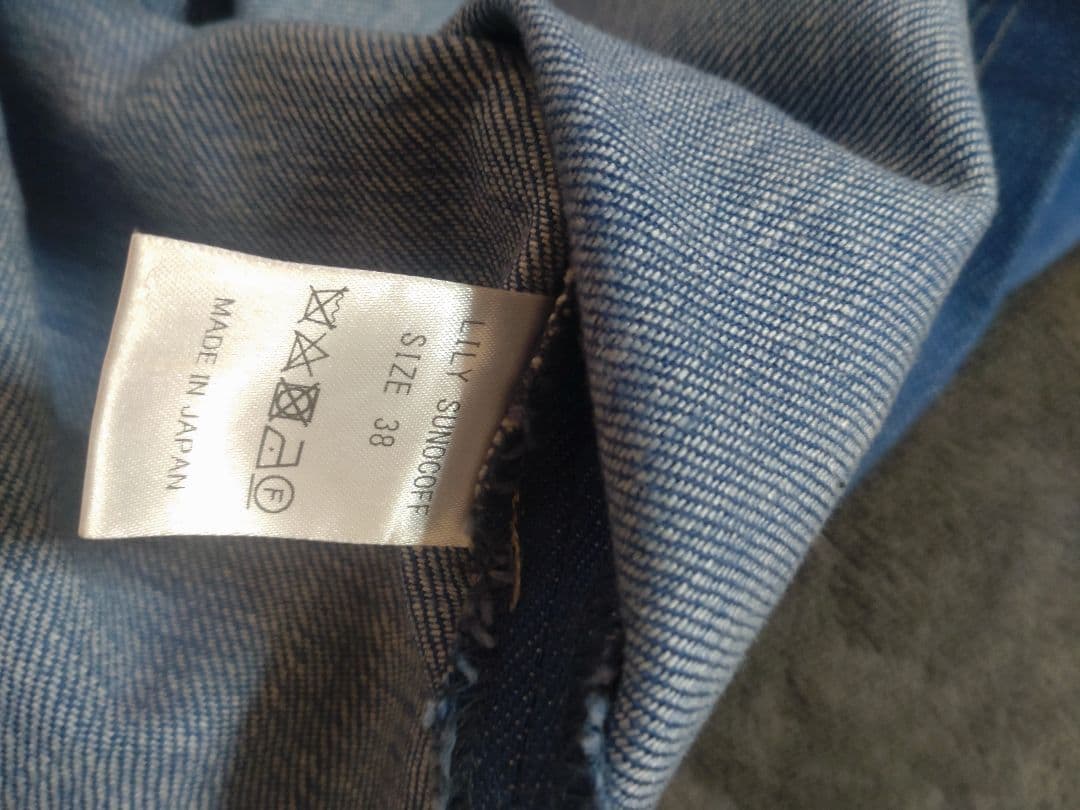 LILY SUNOCOFF
SIZE 38
F
MADE IN JAPAN